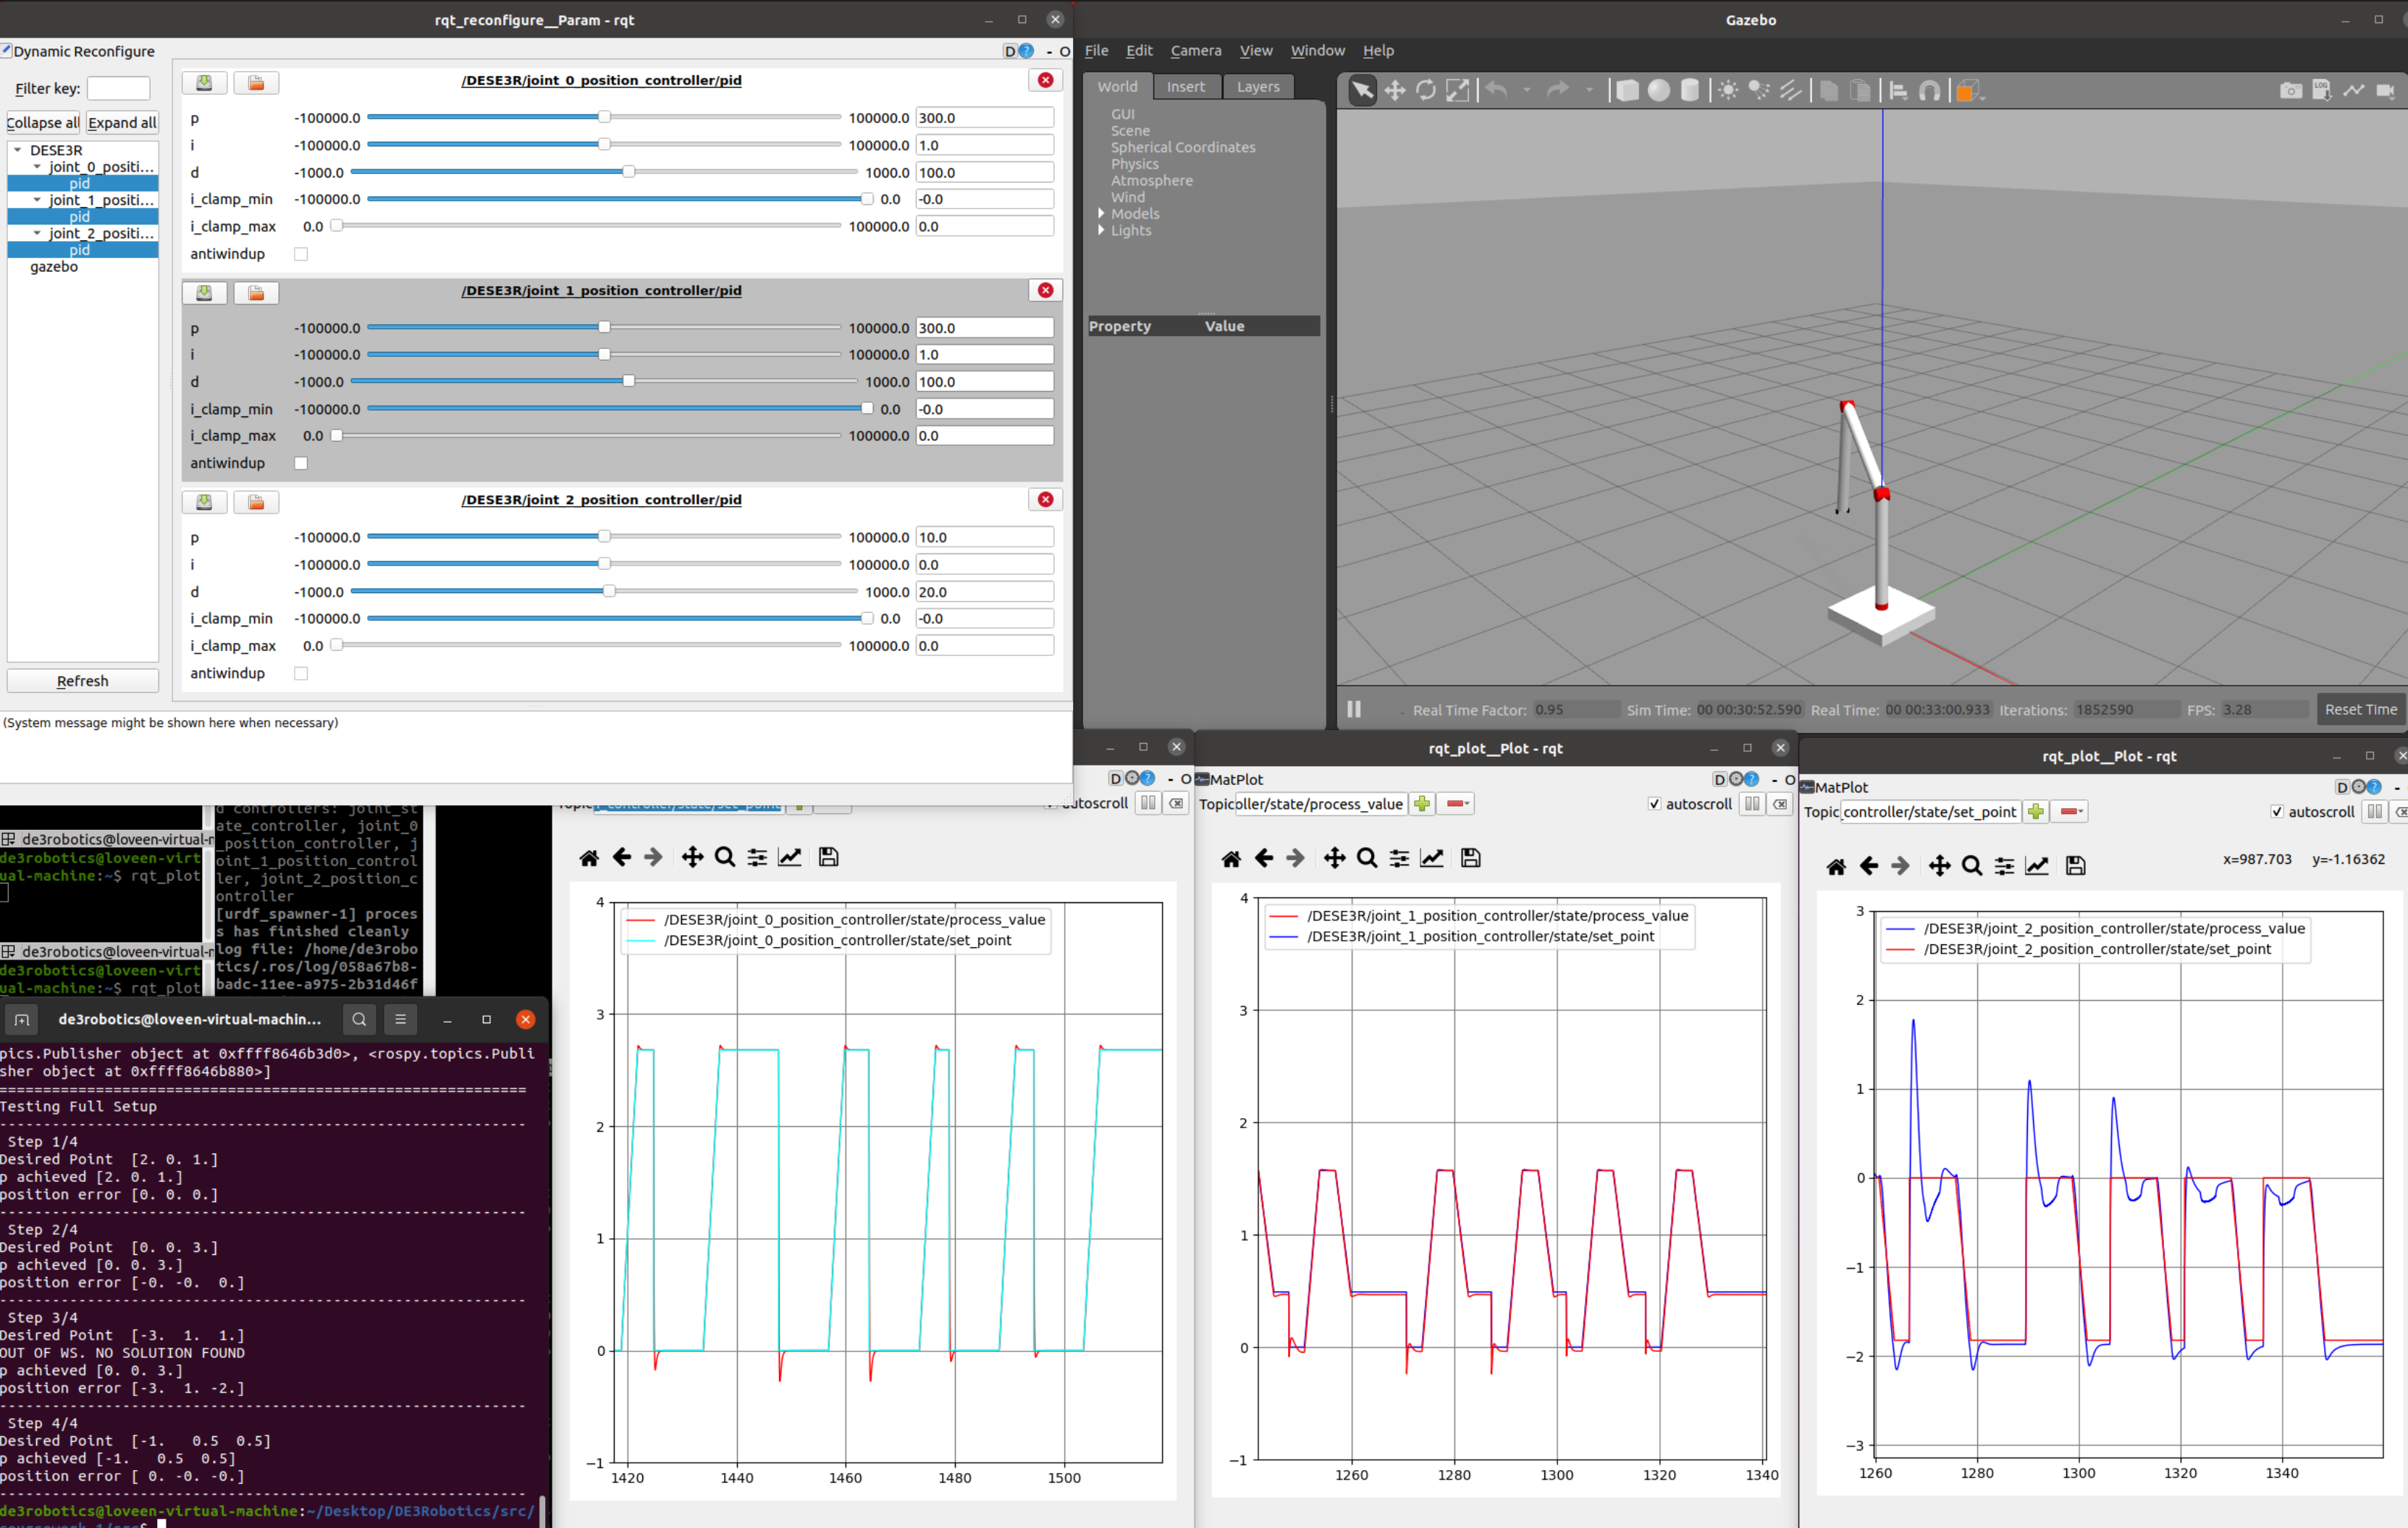 rqt_reconfigure__Param - rqt
Dynamic Reconfigure
D
- O
Filter key:
Collapse all Expand all
DESE3R
joint_0_positi...
pid
joint_1_positi...
pid
joint_2_positi...
pid
gazebo
Refresh
/DESE3R/joint_0_position_controller/pid
p -100000.0 100000.0 300.0
i -100000.0 100000.0 1.0
d -1000.0 1000.0 100.0
i_clamp_min -100000.0 0.0 -0.0
i_clamp_max 0.0 100000.0 0.0
antiwindup
/DESE3R/joint_1_position_controller/pid
p -100000.0 100000.0 300.0
i -100000.0 100000.0 1.0
d -1000.0 1000.0 100.0
i_clamp_min -100000.0 0.0 -0.0
i_clamp_max 0.0 100000.0 0.0
antiwindup
/DESE3R/joint_2_position_controller/pid
p -100000.0 100000.0 10.0
i -100000.0 100000.0 0.0
d -1000.0 1000.0 20.0
i_clamp_min -100000.0 0.0 -0.0
i_clamp_max 0.0 100000.0 0.0
antiwindup
(System message might be shown here when necessary)
Gazebo
File Edit Camera View Window Help
World Insert Layers
GUI
Scene
Spherical Coordinates
Physics
Atmosphere
Wind
Models
Lights
Property Value
LOG
Real Time Factor: 0.95 Sim Time: 00 00:30:52.590 Real Time: 00 00:33:00.933 Iterations: 1852590 FPS: 3.28 Reset Time
d controllers: joint_st
ate_controller, joint_0
_position_controller, j
oint_1_position_control
ler, joint_2_position_c
ontroller
[urdf_spawner-1] proces
s has finished cleanly
log file: /home/de3robo
tics/.ros/log/058a67b8-
badc-11ee-a975-2b31d46f
de3robotics@loveen-virtual-m
de3robotics@loveen-virt
ual-machine:~$ rqt_plot
de3robotics@loveen-virtual-m
de3robotics@loveen-virt
ual-machine:~$ rqt_plot
de3robotics@loveen-virtual-machin...
pics.Publisher object at 0xffff8646b3d0>, <rospy.topics.Publi
sher object at 0xffff8646b880>]
============================================================
Testing Full Setup
------------------------------------------------------------
Step 1/4
Desired Point [2. 0. 1.]
p achieved [2. 0. 1.]
position error [0. 0. 0.]
------------------------------------------------------------
Step 2/4
Desired Point [0. 0. 3.]
p achieved [0. 0. 3.]
position error [-0. -0. 0.]
------------------------------------------------------------
Step 3/4
Desired Point [-3. 1. 1.]
OUT OF WS. NO SOLUTION FOUND
p achieved [0. 0. 3.]
position error [-3. 1. -2.]
------------------------------------------------------------
Step 4/4
Desired Point [-1. 0.5 0.5]
p achieved [-1. 0.5 0.5]
position error [ 0. -0. -0.]
------------------------------------------------------------
de3robotics@loveen-virtual-machine:~/Desktop/DE3Robotics/src/
D - O
autoscroll
/DESE3R/joint_0_position_controller/state/process_value
/DESE3R/joint_0_position_controller/state/set_point
4
3
2
1
0
−1
1420 1440 1460 1480 1500
rqt_plot__Plot - rqt
MatPlot D - O
Topic oller/state/process_value autoscroll
/DESE3R/joint_1_position_controller/state/process_value
/DESE3R/joint_1_position_controller/state/set_point
4
3
2
1
0
−1
1260 1280 1300 1320 1340
rqt_plot__Plot - rqt
MatPlot D -
Topic controller/state/set_point autoscroll
x=987.703 y=-1.16362
/DESE3R/joint_2_position_controller/state/process_value
/DESE3R/joint_2_position_controller/state/set_point
3
2
1
0
−1
−2
−3
1260 1280 1300 1320 1340